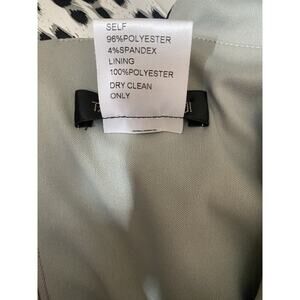 SELF
96%POLYESTER
4%SPANDEX
LINING
100%POLYESTER
DRY CLEAN
ONLY